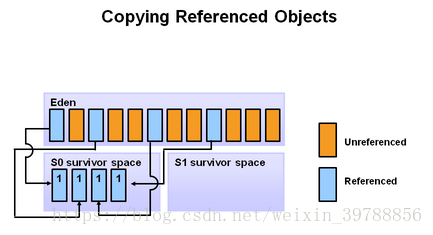 Copying Referenced Objects
Eden
Unreferenced
S0 survivor space
S1 survivor space
1 1 1 1
Referenced
https://blog.csdn.net/weixin_39788856